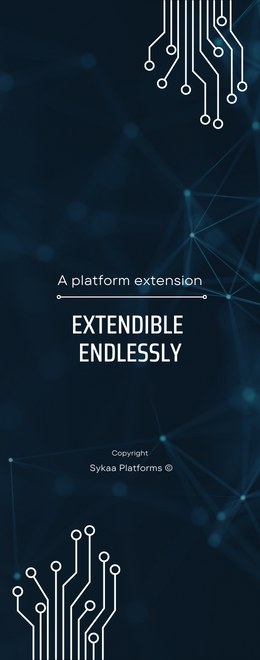 A platform extension
EXTENDIBLE
ENDLESSLY
Copyright
Sykaa Platforms ©